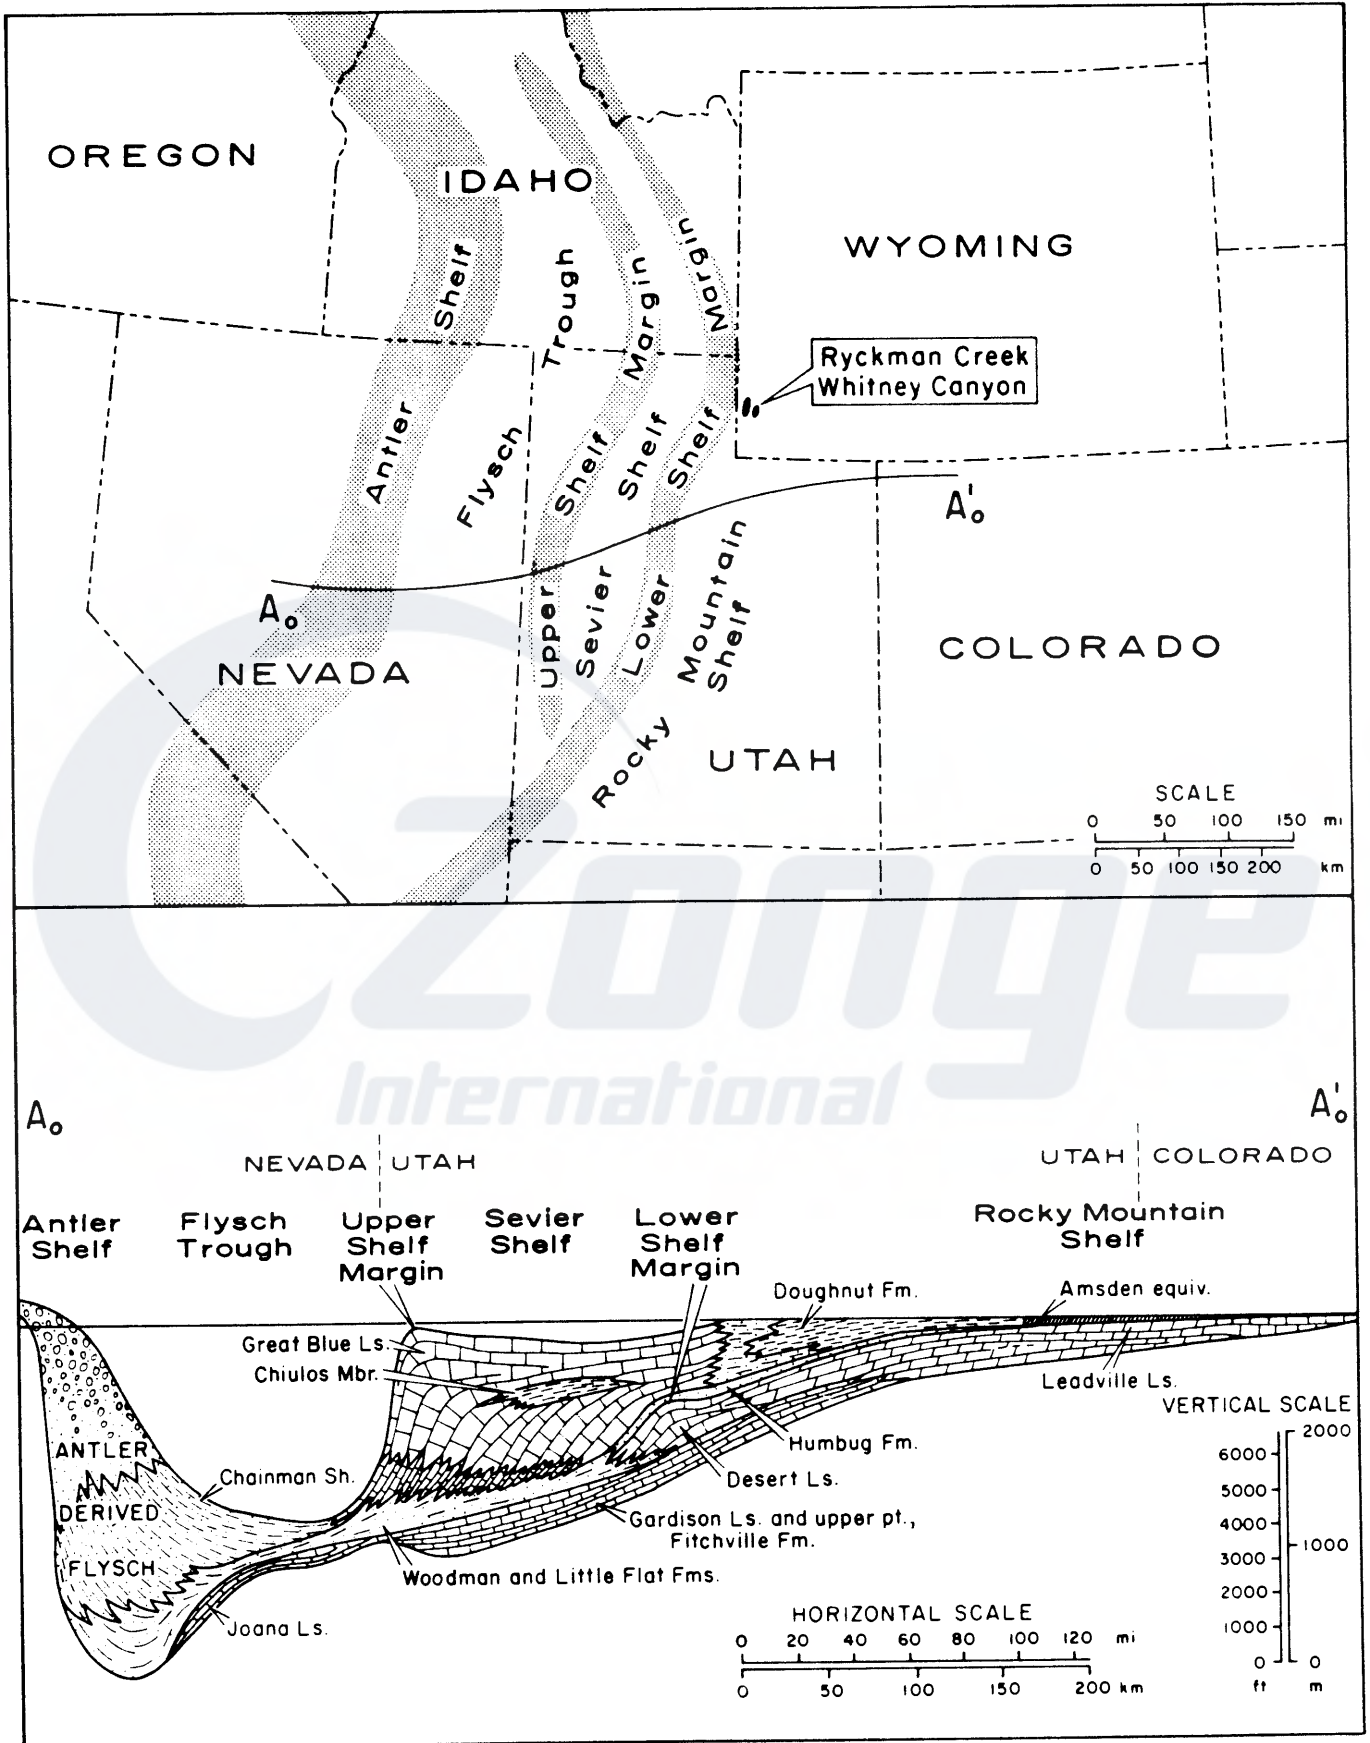 OREGON
IDAHO
WYOMING
Shelf
Antler
Trough
Flysch
Margin
Shelf
Upper
Shelf
Sevier
Margin
Shelf
Lower
Mountain
Shelf
Rocky
Ryckman Creek
Whitney Canyon
A'o
Ao
NEVADA
COLORADO
UTAH
SCALE
0 50 100 150 mi
0 50 100 150 200 km
Zonge
International
Ao
A'o
NEVADA UTAH
UTAH COLORADO
Antler
Shelf
Flysch
Trough
Upper
Shelf
Margin
Sevier
Shelf
Lower
Shelf
Margin
Rocky Mountain
Shelf
Doughnut Fm.
Amsden equiv.
Great Blue Ls.
Chiulos Mbr.
Leadville Ls.
VERTICAL SCALE
2000
6000
5000
4000
3000
1000
2000
1000
0 0
ft m
ANTLER
DERIVED
FLYSCH
Chainman Sh.
Humbug Fm.
Desert Ls.
Gardison Ls. and upper pt.,
Fitchville Fm.
Woodman and Little Flat Fms.
Joana Ls.
HORIZONTAL SCALE
0 20 40 60 80 100 120 mi
0 50 100 150 200 km